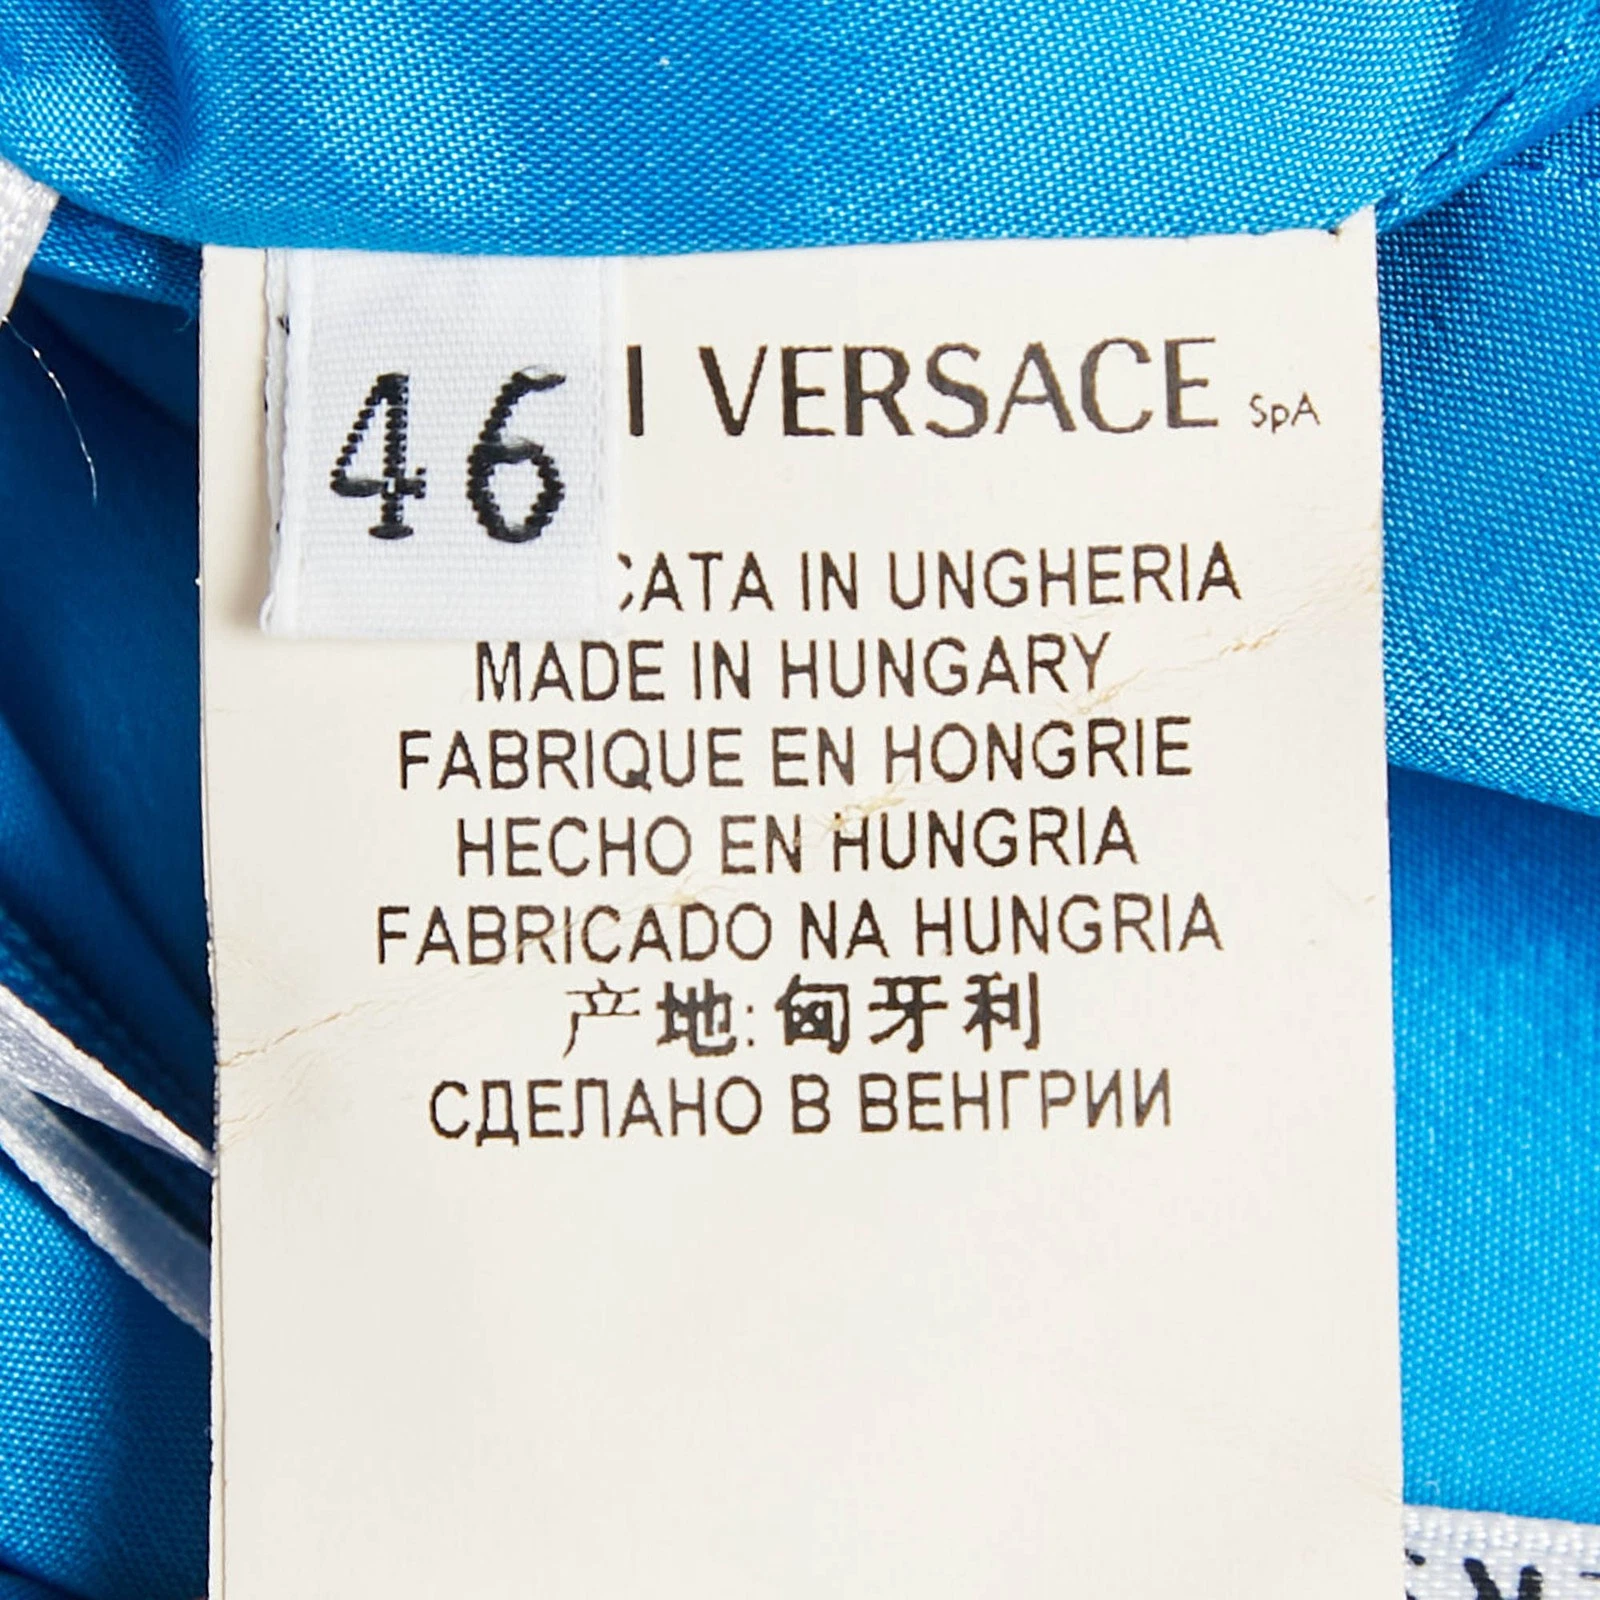 46
VERSACE SpA
IN UNGHERIA
MADE IN HUNGARY
FABRIQUE EN HONGRIE
HECHO EN HUNGRIA
FABRICADO NA HUNGRIA
产地: 匈牙利
СДЕЛАНО В ВЕНГРИИ